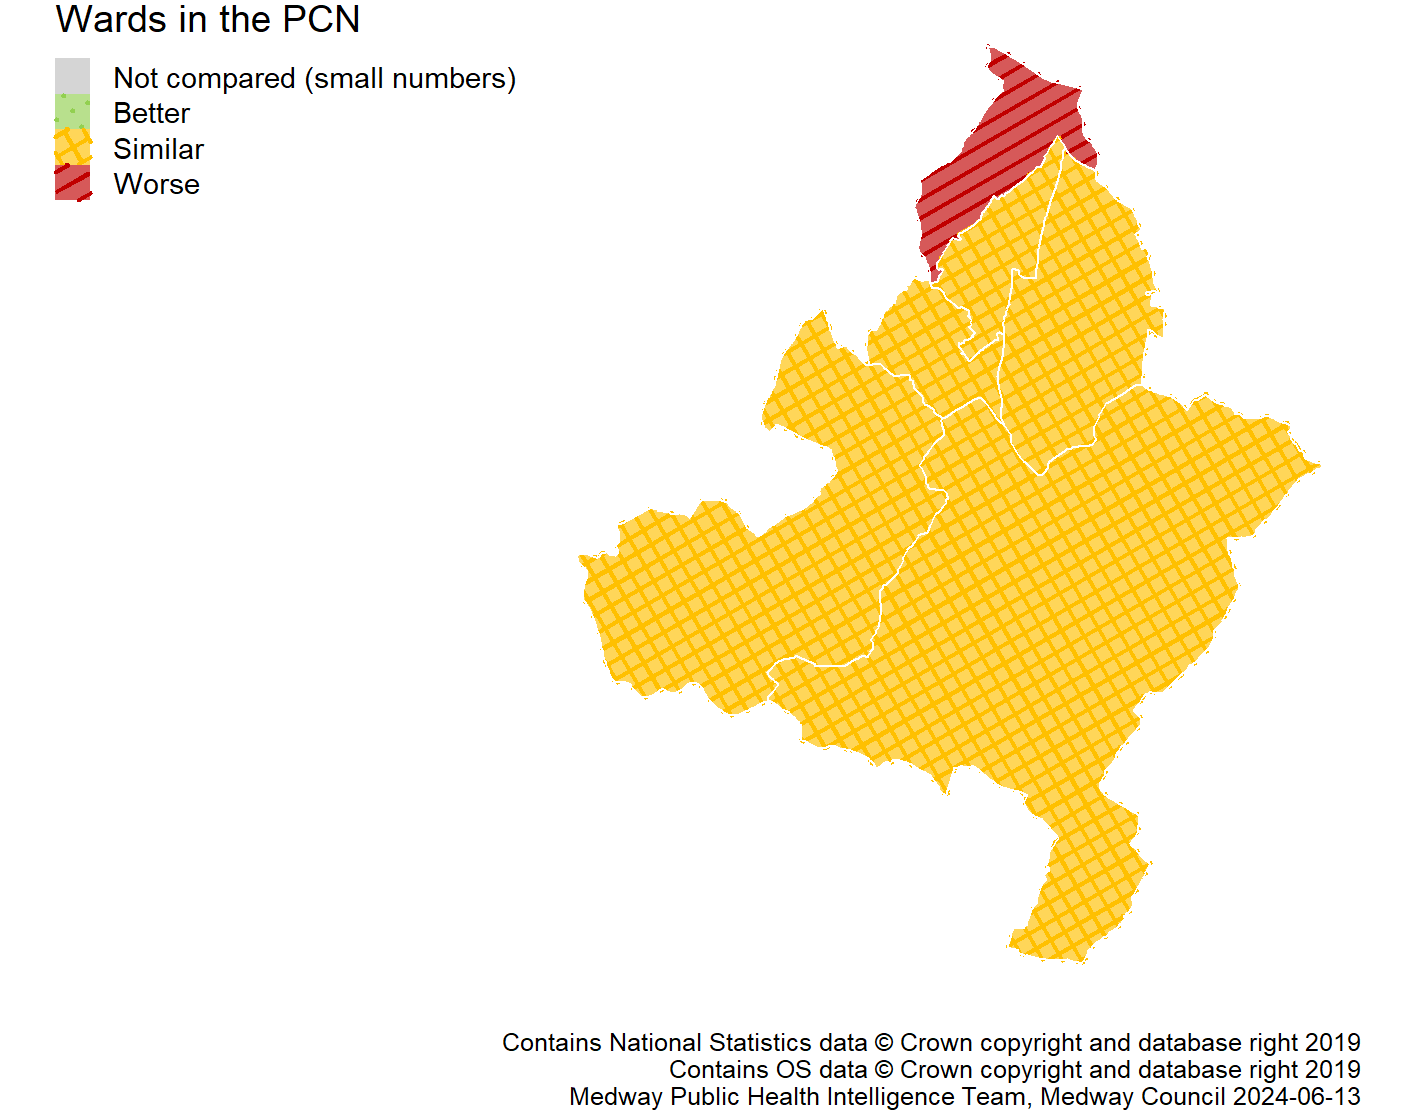 Wards in the PCN
Not compared (small numbers)
Better
Similar
Worse
Contains National Statistics data © Crown copyright and database right 2019
Contains OS data © Crown copyright and database right 2019
Medway Public Health Intelligence Team, Medway Council 2024-06-13